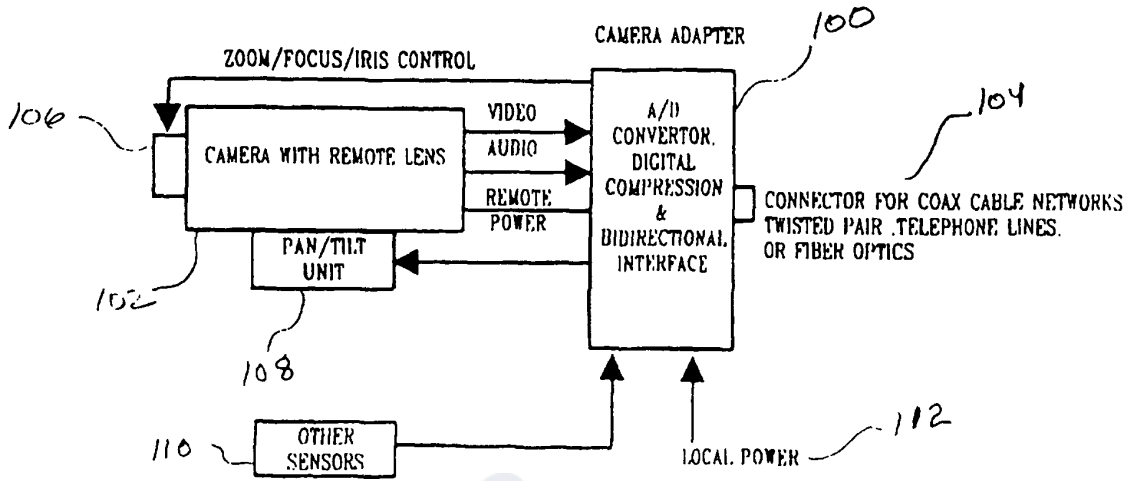 CAMERA ADAPTER
100
ZOOM/FOCUS/IRIS CONTROL
106
CAMERA WITH REMOTE LENS
VIDEO
AUDIO
REMOTE
POWER
A/D
CONVERTOR,
DIGITAL
COMPRESSION
&
BIDIRECTIONAL
INTERFACE
104
CONNECTOR FOR COAX CABLE NETWORKS
TWISTED PAIR .TELEPHONE LINES.
OR FIBER OPTICS
PAN/TILT
UNIT
102
108
110
OTHER
SENSORS
LOCAL POWER
112